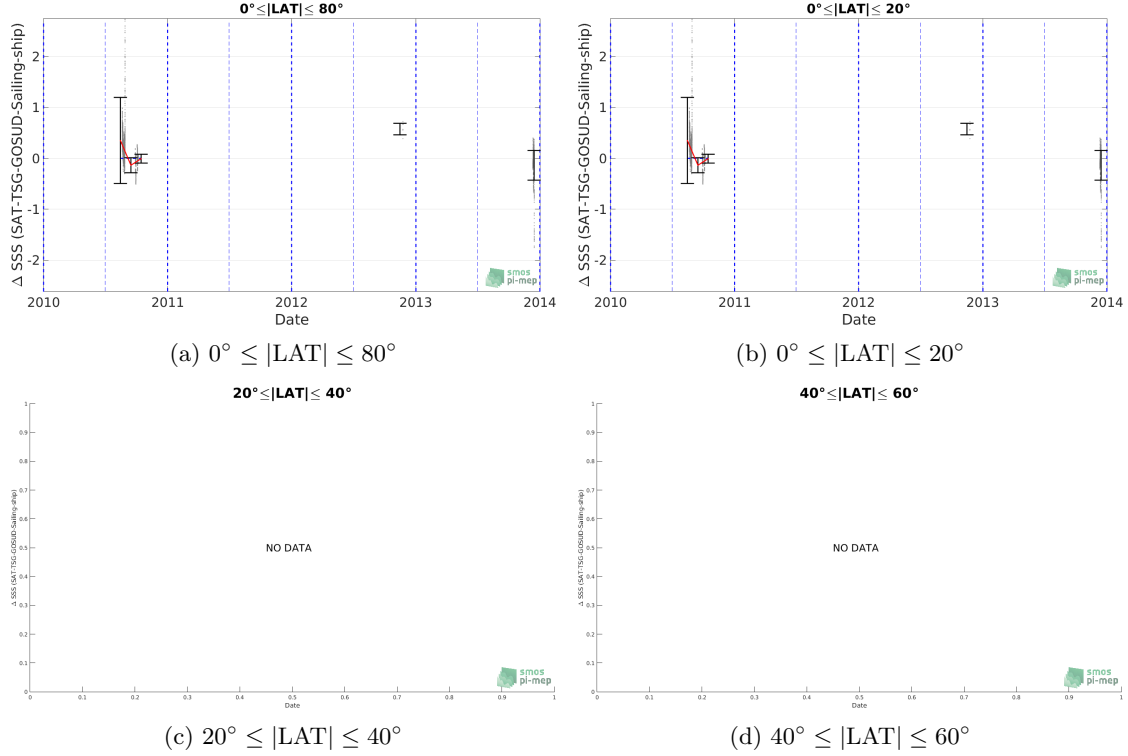 0°≤|LAT|≤ 80°
Δ SSS (SAT-TSG-GOSUD-Sailing-ship)
2
1
0
-1
-2
2010 2011 2012 2013 2014
Date
smos
pi-mep
(a) 0° ≤ |LAT| ≤ 80°
0°≤|LAT|≤ 20°
Δ SSS (SAT-TSG-GOSUD-Sailing-ship)
2
1
0
-1
-2
2010 2011 2012 2013 2014
Date
smos
pi-mep
(b) 0° ≤ |LAT| ≤ 20°
20°≤|LAT|≤ 40°
Δ SSS (SAT-TSG-GOSUD-Sailing-ship)
1
0.9
0.8
0.7
0.6
0.5
0.4
0.3
0.2
0.1
0
NO DATA
0 0.1 0.2 0.3 0.4 0.5 0.6 0.7 0.8 0.9 1
Date
smos
pi-mep
(c) 20° ≤ |LAT| ≤ 40°
40°≤|LAT|≤ 60°
Δ SSS (SAT-TSG-GOSUD-Sailing-ship)
1
0.9
0.8
0.7
0.6
0.5
0.4
0.3
0.2
0.1
0
NO DATA
0 0.1 0.2 0.3 0.4 0.5 0.6 0.7 0.8 0.9 1
Date
smos
pi-mep
(d) 40° ≤ |LAT| ≤ 60°